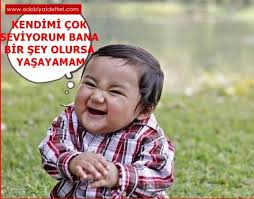 www.edebiyatdefteri.com
KENDİMİ ÇOK
SEVİYORUM BANA
BİR ŞEY OLURSA
YAŞAYAMAM